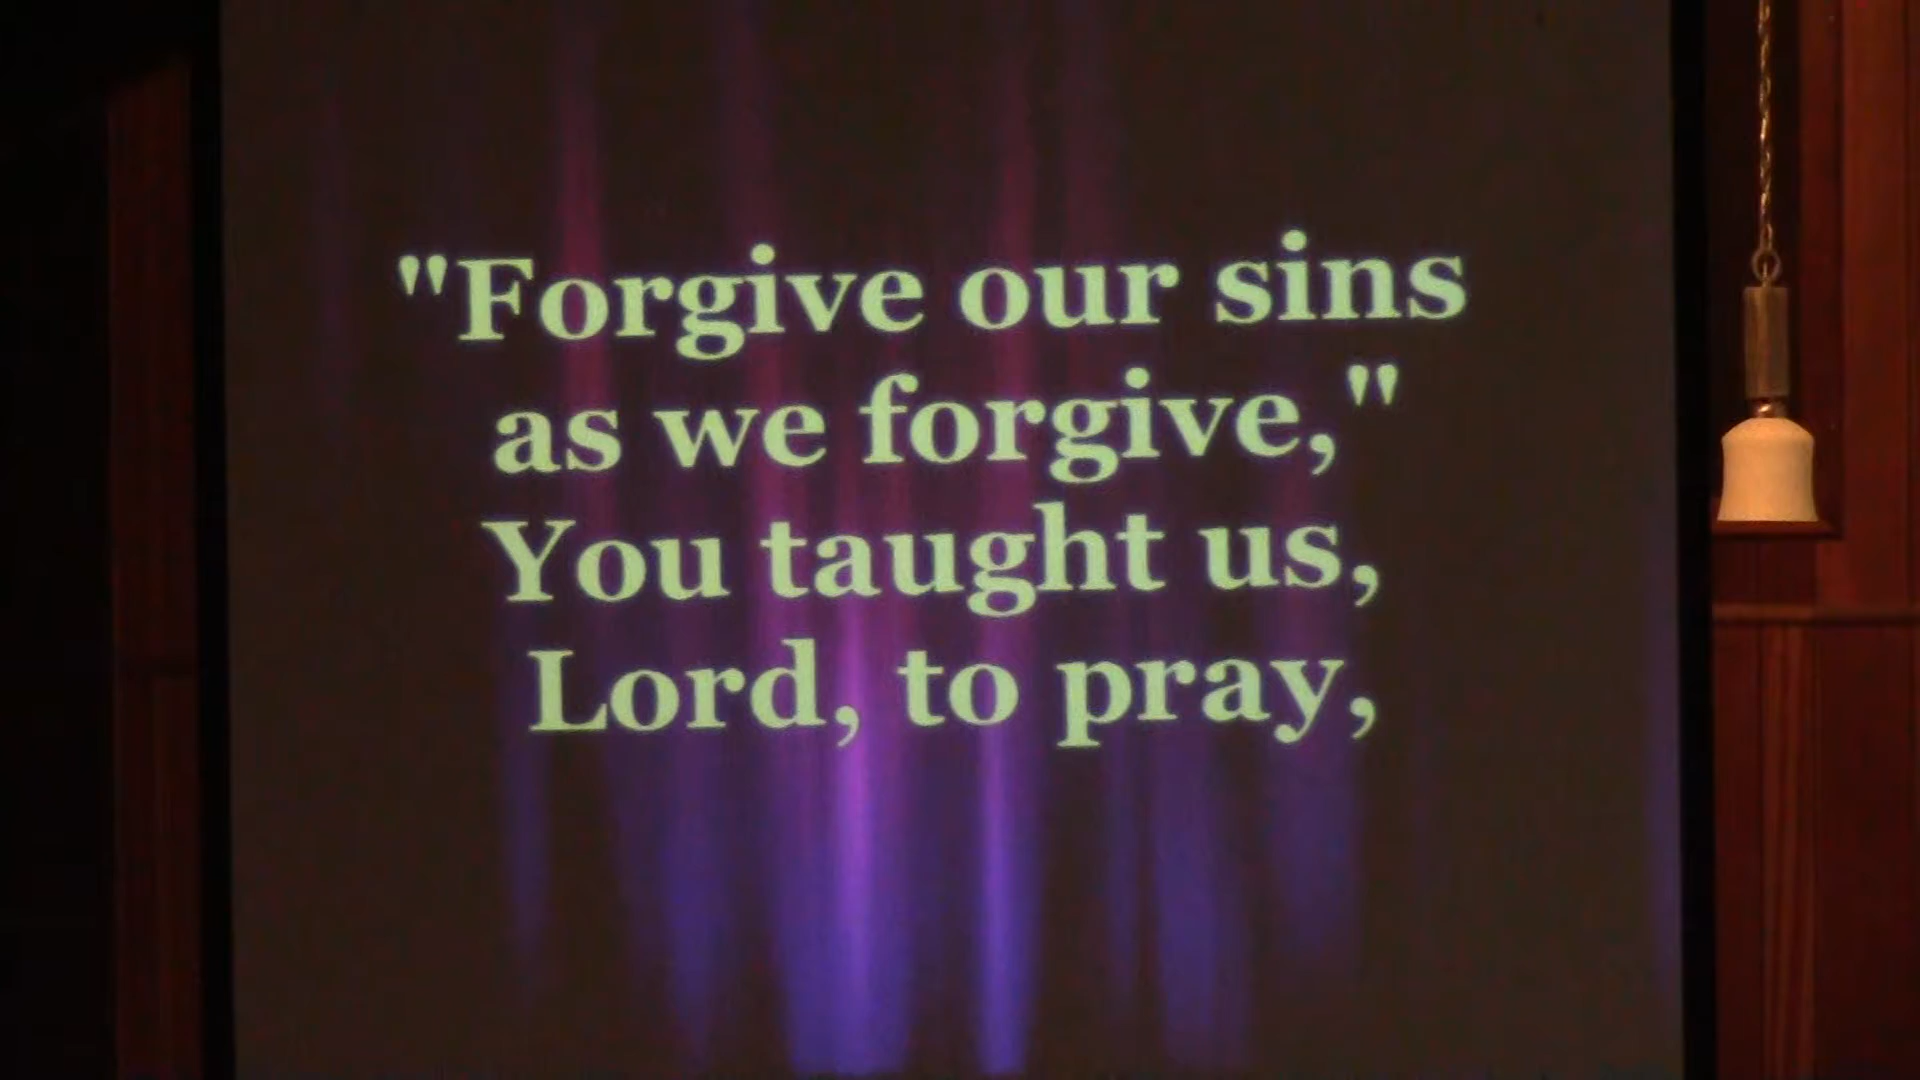 "Forgive our sins
as we forgive,"
You taught us,
Lord, to pray,